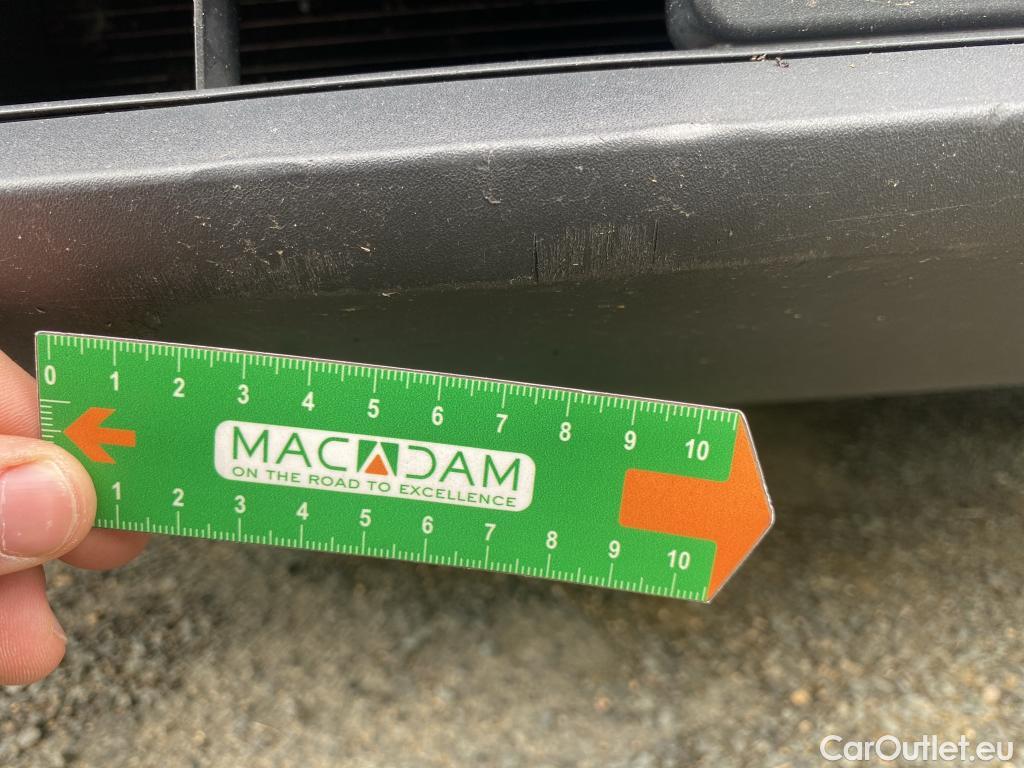 0 1 2 3 4 5 6 7 8 9 10
MACADAM
ON THE ROAD TO EXCELLENCE
1 2 3 4 5 6 7 8 9 10
CarOutlet.eu